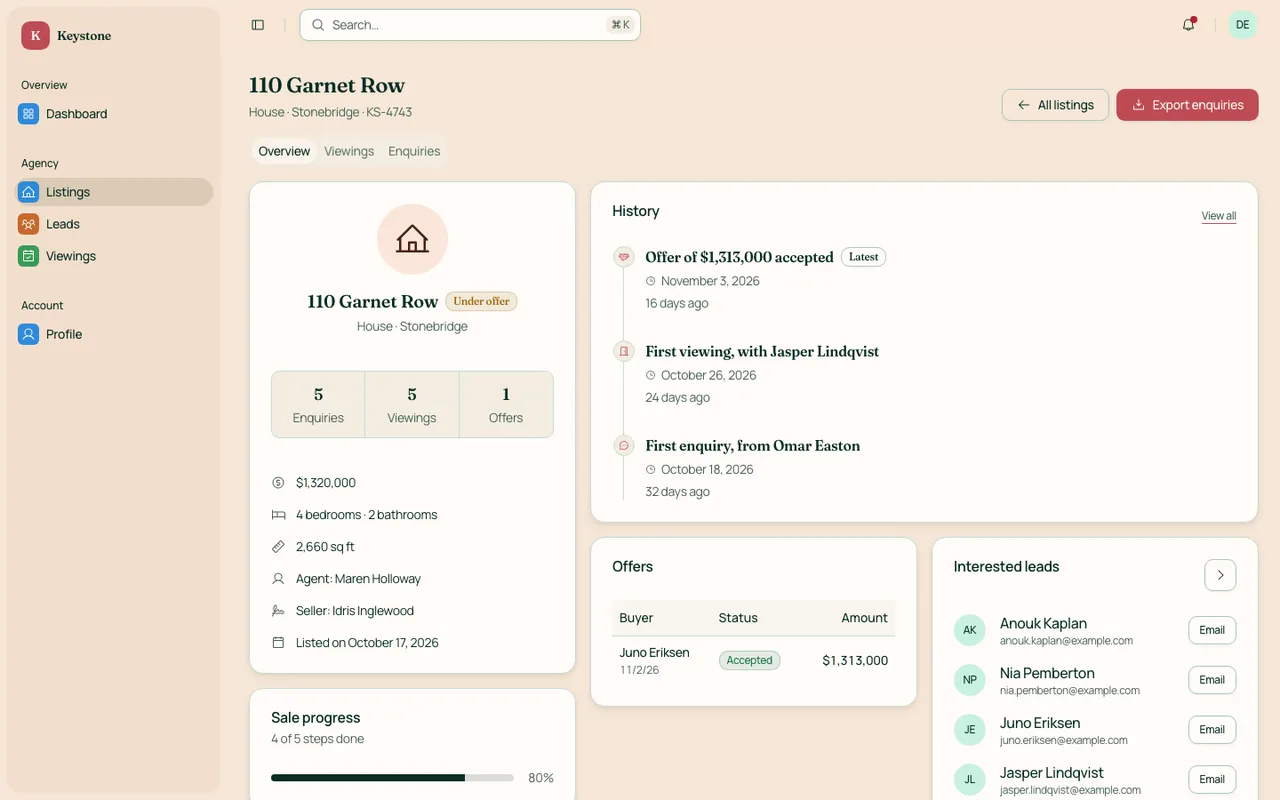 K Keystone
Search...
⌘ K
DE
Overview
Dashboard
Agency
Listings
Leads
Viewings
Account
Profile
110 Garnet Row
House · Stonebridge · KS-4743
All listings
Export enquiries
Overview Viewings Enquiries
110 Garnet Row Under offer
House · Stonebridge
5 5 1
Enquiries Viewings Offers
$1,320,000
4 bedrooms · 2 bathrooms
2,660 sq ft
Agent: Maren Holloway
Seller: Idris Inglewood
Listed on October 17, 2026
Sale progress
4 of 5 steps done
80%
History
View all
Offer of $1,313,000 accepted Latest
November 3, 2026
16 days ago
First viewing, with Jasper Lindqvist
October 26, 2026
24 days ago
First enquiry, from Omar Easton
October 18, 2026
32 days ago
Offers
Buyer Status Amount
Juno Eriksen
11/2/26
Accepted
$1,313,000
Interested leads
AK
Anouk Kaplan
anouk.kaplan@example.com
Email
NP
Nia Pemberton
nia.pemberton@example.com
Email
JE
Juno Eriksen
juno.eriksen@example.com
Email
JL
Jasper Lindqvist
jasper.lindqvist@example.com
Email